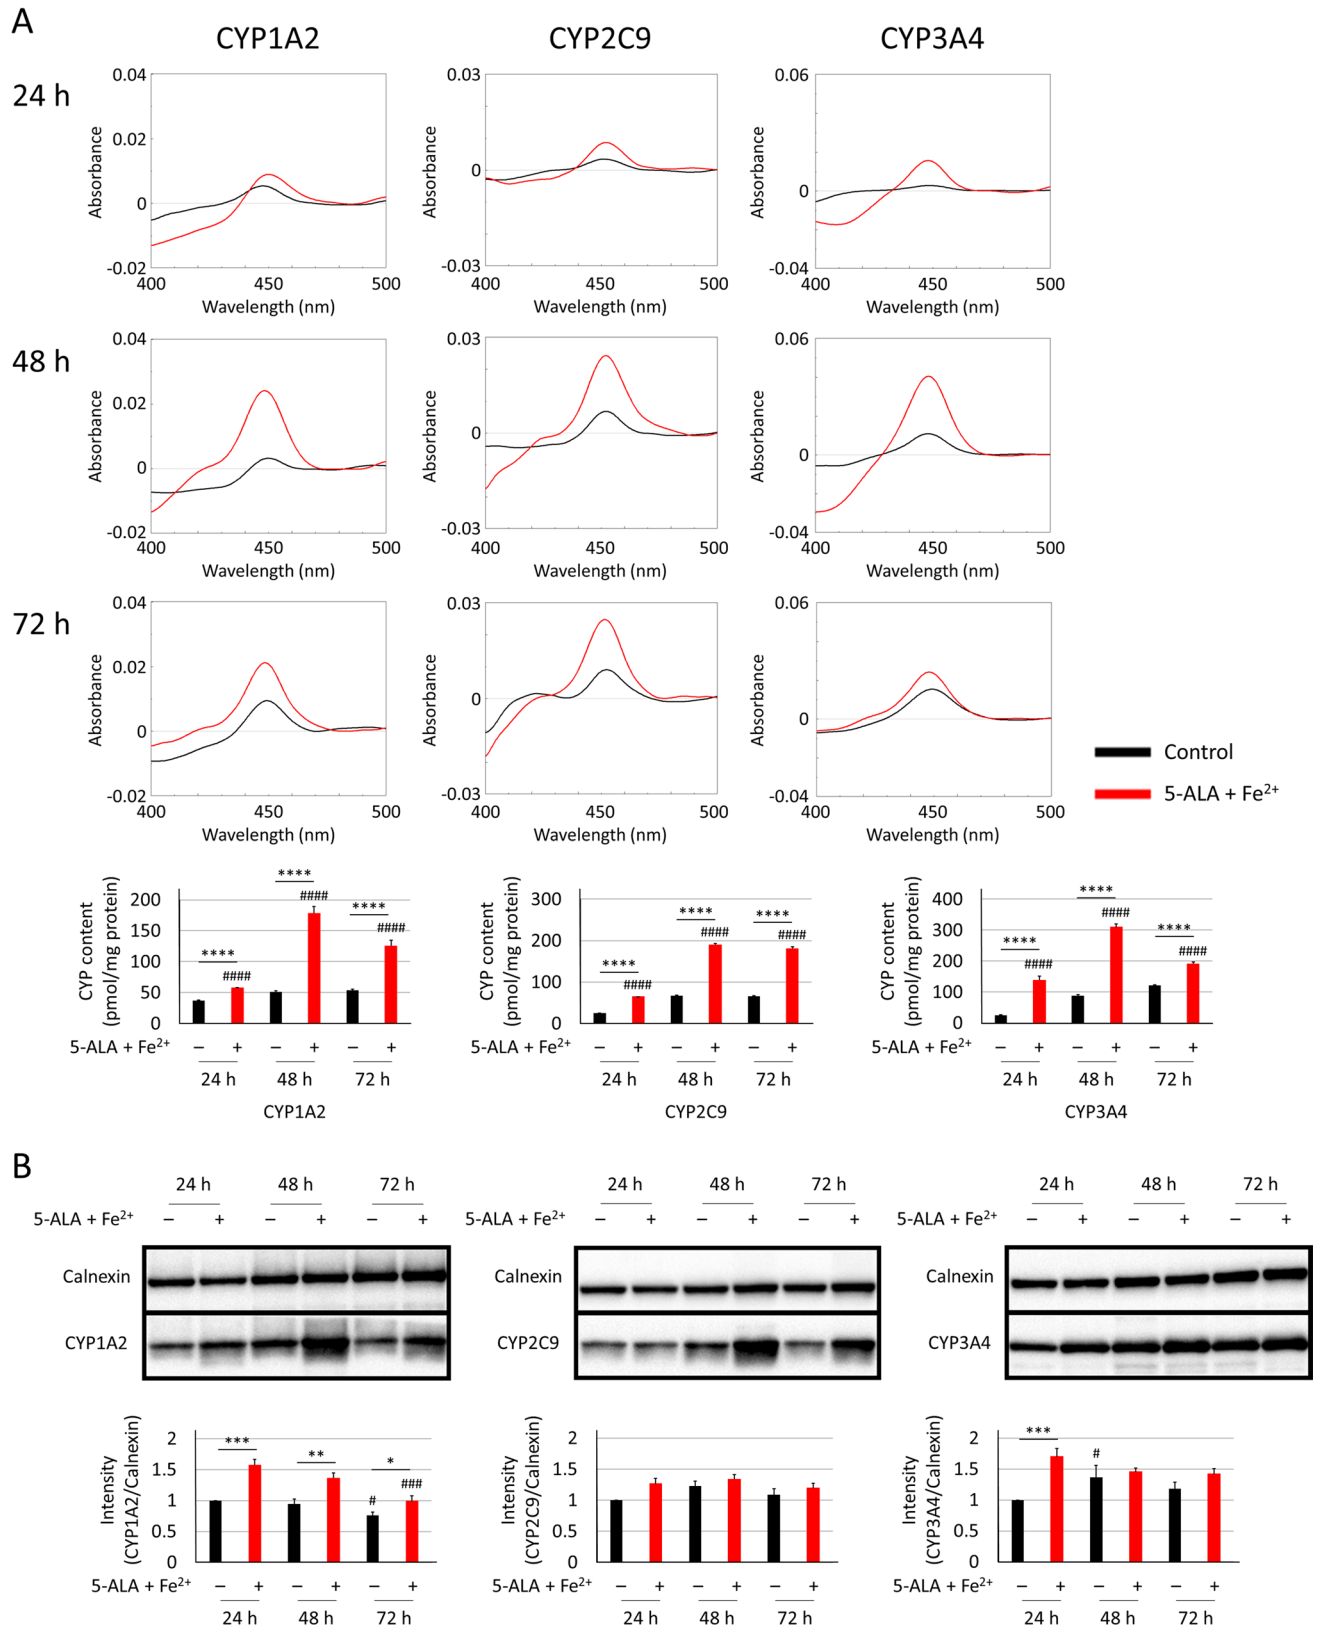 A
CYP1A2 CYP2C9 CYP3A4
24 h
0.04 0.03 0.06
0.02 0.04
0.02
0 0 0
-0.02 -0.03 -0.04
Absorbance Absorbance Absorbance
400 450 500 400 450 500 400 450 500
Wavelength (nm) Wavelength (nm) Wavelength (nm)
48 h
0.04 0.03 0.06
0.02 0.04
0.02
0 0 0
-0.02 -0.03 -0.04
Absorbance Absorbance Absorbance
400 450 500 400 450 500 400 450 500
Wavelength (nm) Wavelength (nm) Wavelength (nm)
72 h
0.04 0.03 0.06
0.02 0.04
0.02
0 0 0
-0.02 -0.03 -0.04
Absorbance Absorbance Absorbance
400 450 500 400 450 500 400 450 500
Wavelength (nm) Wavelength (nm) Wavelength (nm)
Control
5-ALA + Fe²⁺
CYP content
(pmol/mg protein)
200
150
100
50
0
**** **** ****
#### #### ####
5-ALA + Fe²⁺ – + – + – +
24 h 48 h 72 h
CYP1A2
CYP content
(pmol/mg protein)
300
200
100
0
**** **** ****
#### #### ####
5-ALA + Fe²⁺ – + – + – +
24 h 48 h 72 h
CYP2C9
CYP content
(pmol/mg protein)
400
300
200
100
0
**** **** ****
#### #### ####
5-ALA + Fe²⁺ – + – + – +
24 h 48 h 72 h
CYP3A4
B
24 h 48 h 72 h
5-ALA + Fe²⁺ – + – + – +
Calnexin
CYP1A2
24 h 48 h 72 h
5-ALA + Fe²⁺ – + – + – +
Calnexin
CYP2C9
24 h 48 h 72 h
5-ALA + Fe²⁺ – + – + – +
Calnexin
CYP3A4
Intensity
(CYP1A2/Calnexin)
2
1.5
1
0.5
0
*** ** *
# ###
5-ALA + Fe²⁺ – + – + – +
24 h 48 h 72 h
Intensity
(CYP2C9/Calnexin)
2
1.5
1
0.5
0
5-ALA + Fe²⁺ – + – + – +
24 h 48 h 72 h
Intensity
(CYP3A4/Calnexin)
2
1.5
1
0.5
0
*** #
5-ALA + Fe²⁺ – + – + – +
24 h 48 h 72 h